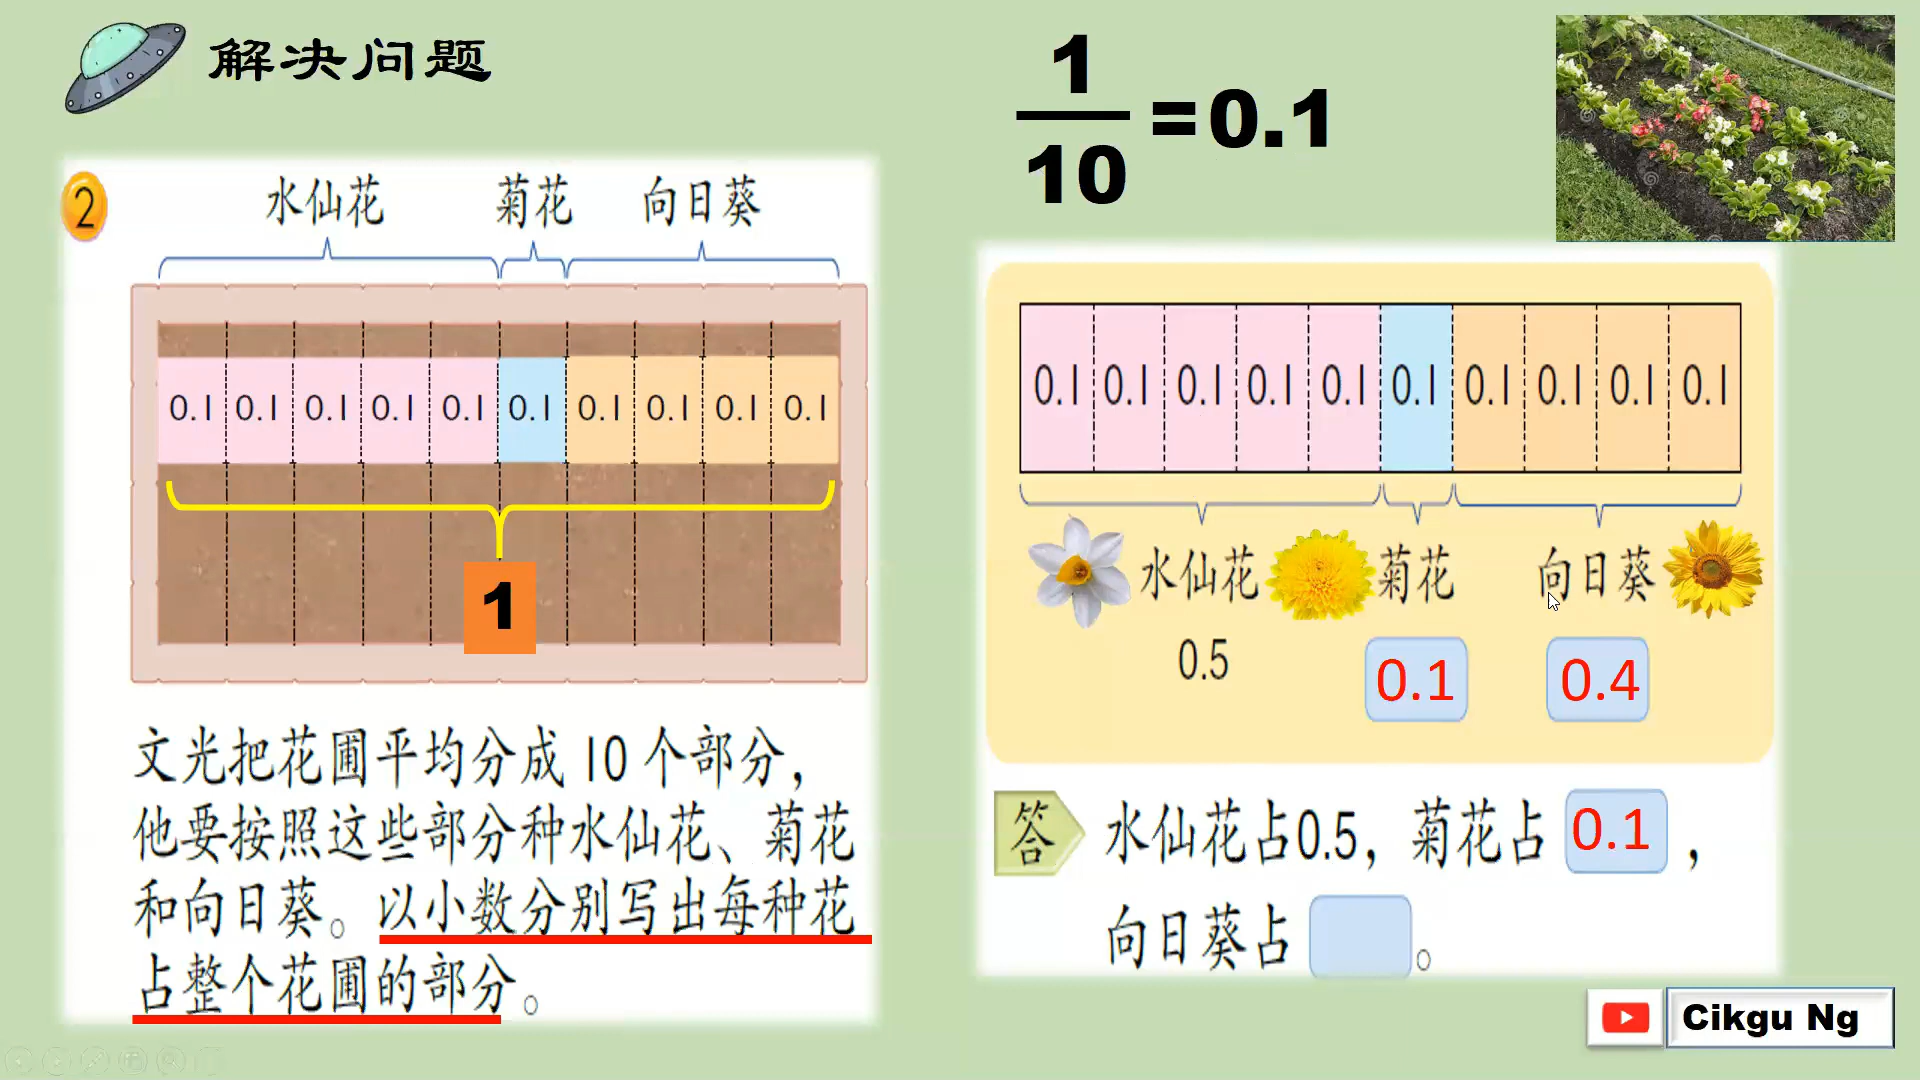 解决问题
1
10
=0.1
2
水仙花 菊花 向日葵
0.1 0.1 0.1 0.1 0.1 0.1 0.1 0.1 0.1 0.1
1
文光把花圃平均分成 10 个部分，
他要按照这些部分种水仙花、菊花
和向日葵。以小数分别写出每种花
占整个花圃的部分。
0.1 0.1 0.1 0.1 0.1 0.1 0.1 0.1 0.1 0.1
水仙花 菊花 向日葵
0.5 0.1 0.4
答 水仙花占0.5，菊花占 0.1，
向日葵占 。
Cikgu Ng